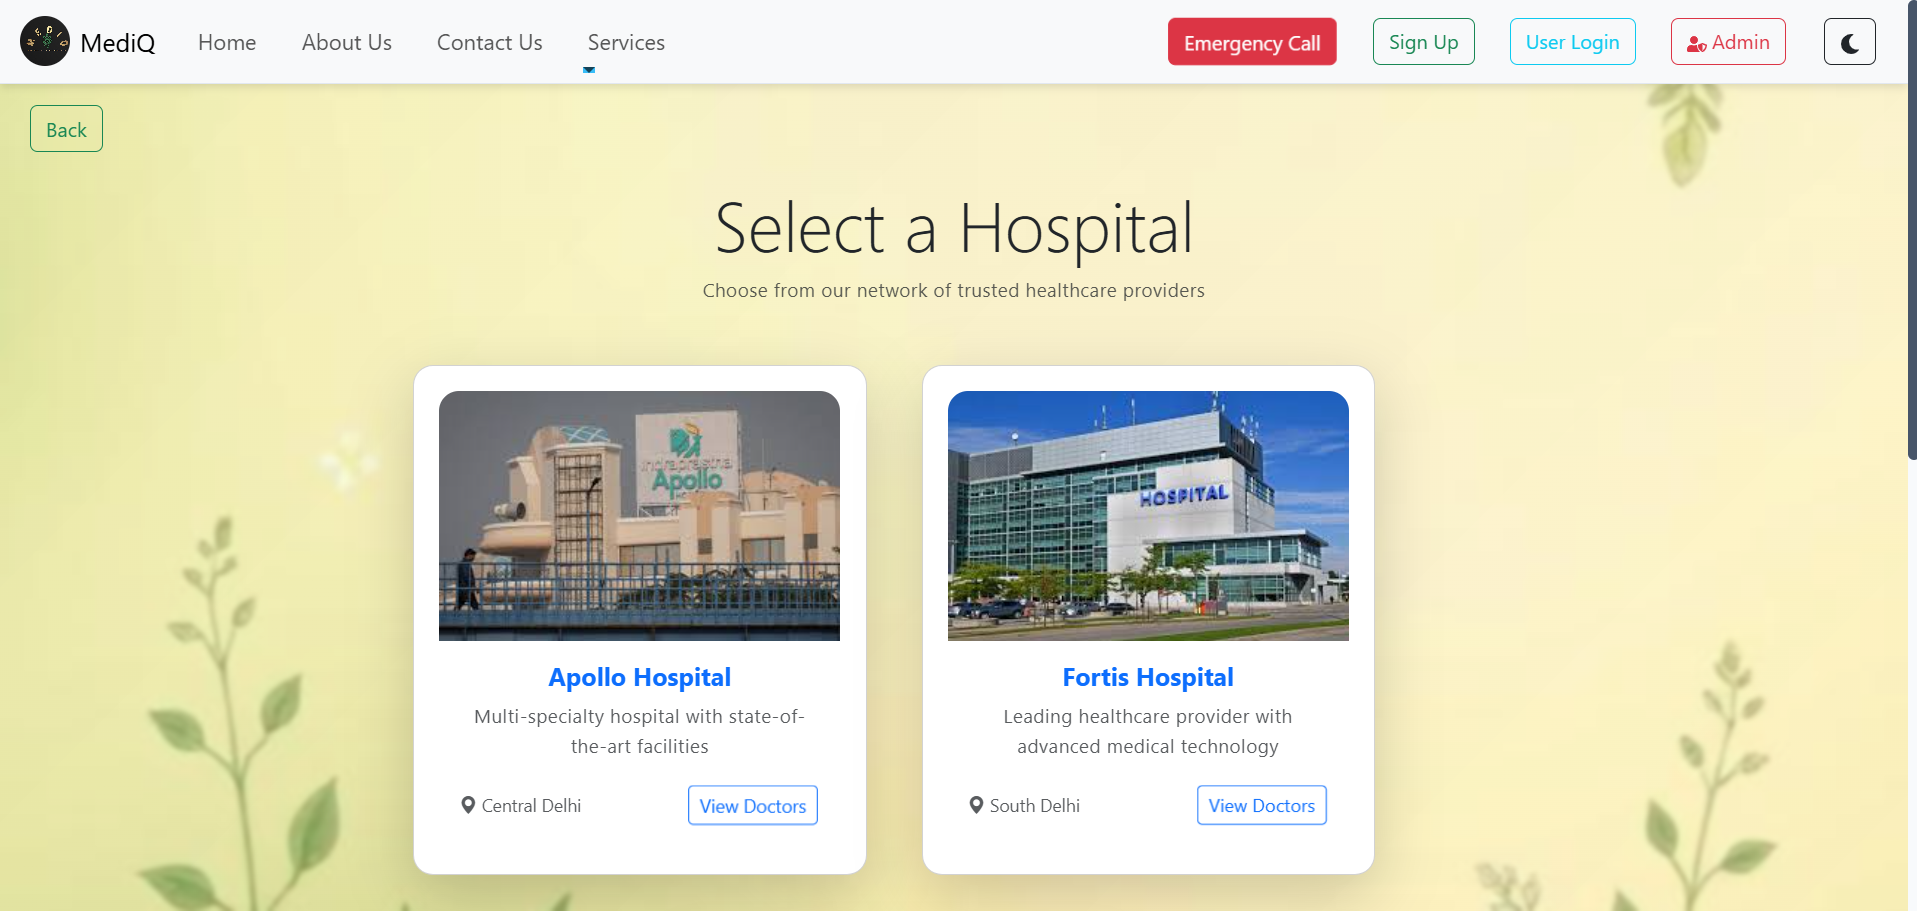 MEDIQ
MediQ
Home
About Us
Contact Us
Services
Emergency Call
Sign Up
User Login
Admin
Back
Select a Hospital
Choose from our network of trusted healthcare providers
Indraprastha
Apollo
Apollo Hospital
Multi-specialty hospital with state-of-
the-art facilities
Central Delhi
View Doctors
HOSPITAL
Fortis Hospital
Leading healthcare provider with
advanced medical technology
South Delhi
View Doctors